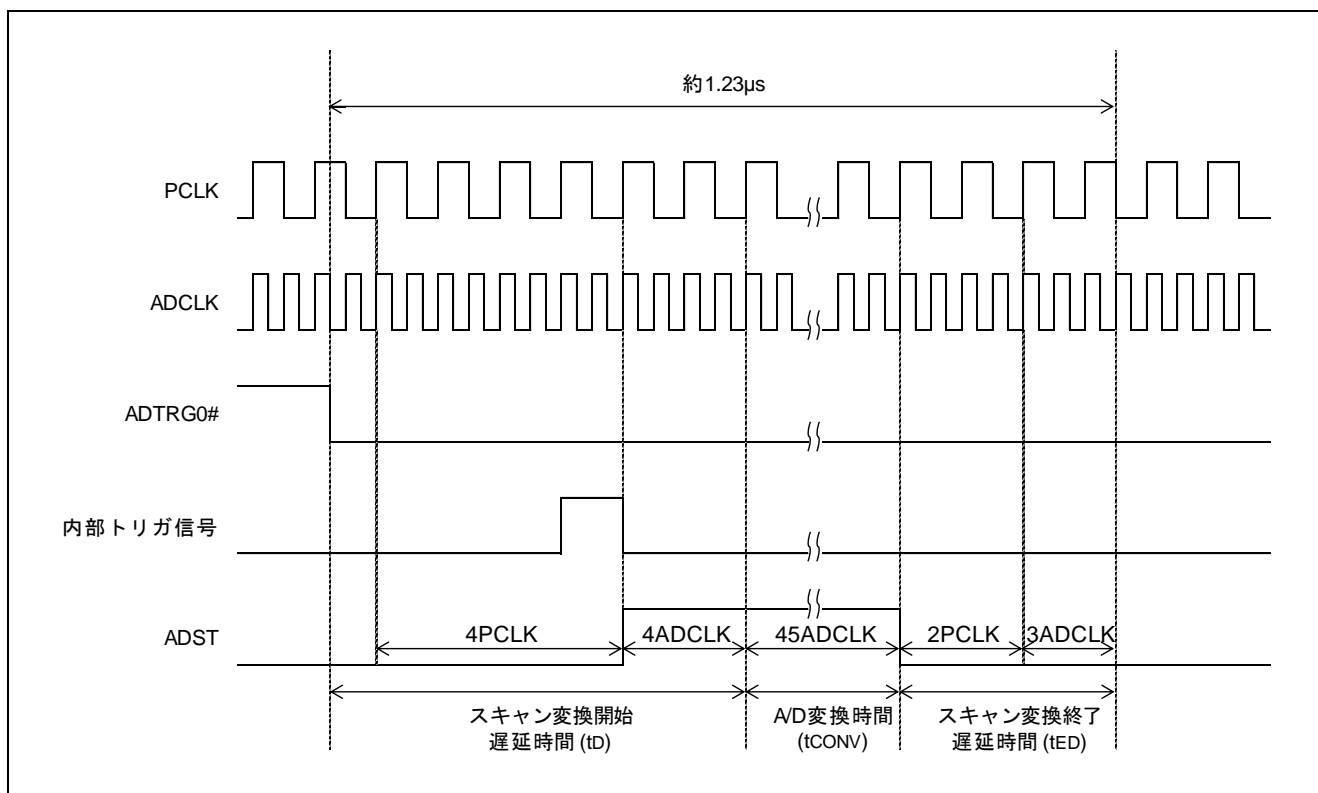 約1.23µs
PCLK
ADCLK
ADTRG0#
内部トリガ信号
ADST
4PCLK
4ADCLK
45ADCLK
2PCLK
3ADCLK
スキャン変換開始
遅延時間 (tD)
A/D変換時間
(tCONV)
スキャン変換終了
遅延時間 (tED)